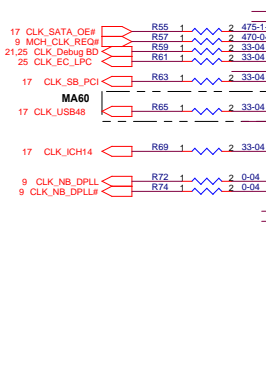 17 CLK_SATA_OE# R55 1 2 475-1
9 MCH_CLK_REQ# R57 1 2 470-0
21,25 CLK_Debug BD R59 1 2 33-04
25 CLK_EC_LPC R61 1 2 33-04
17 CLK_SB_PCI R63 1 2 33-04
MA60
17 CLK_USB48 R65 1 2 33-04
17 CLK_ICH14 R69 1 2 33-04
9 CLK_NB_DPLL R72 1 2 0-04
9 CLK_NB_DPLL# R74 1 2 0-04